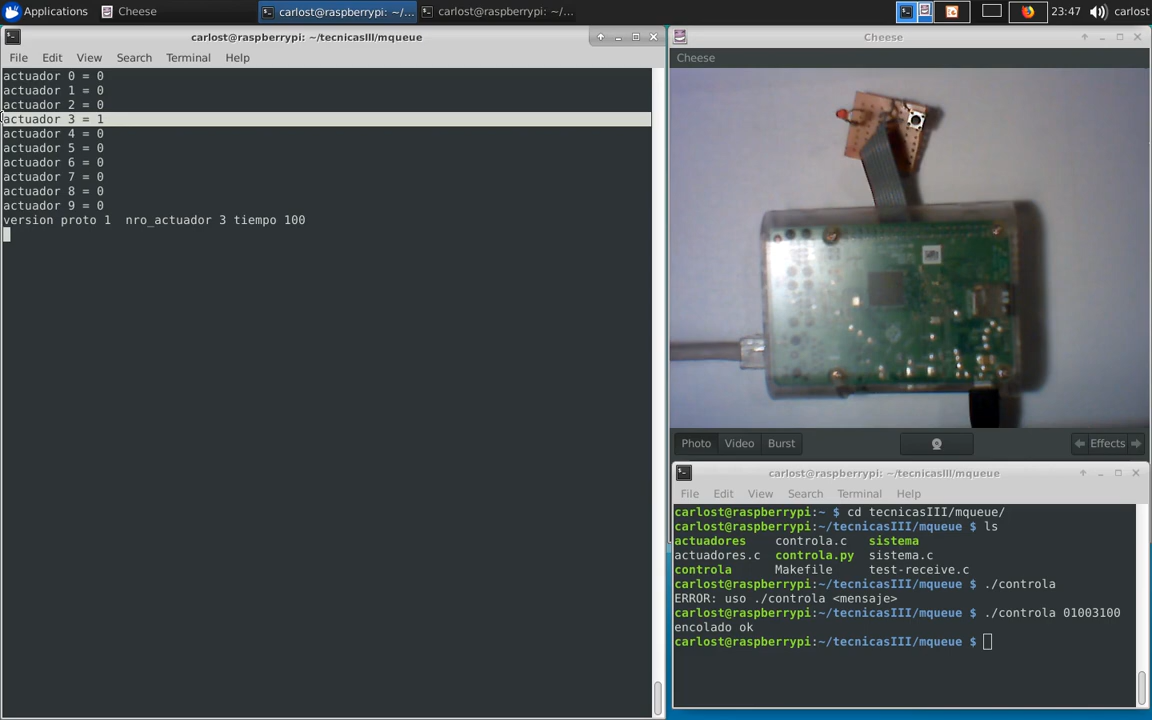 Applications
Cheese
carlost@raspberrypi: ~/...
carlost@raspberrypi: ~/...
23:47
carlost
carlost@raspberrypi: ~/tecnicasIII/mqueue
File Edit View Search Terminal Help
actuador 0 = 0
actuador 1 = 0
actuador 2 = 0
actuador 3 = 1
actuador 4 = 0
actuador 5 = 0
actuador 6 = 0
actuador 7 = 0
actuador 8 = 0
actuador 9 = 0
version proto 1  nro_actuador 3 tiempo 100
Cheese
Cheese
Photo Video Burst Effects
carlost@raspberrypi: ~/tecnicasIII/mqueue
File Edit View Search Terminal Help
carlost@raspberrypi:~ $ cd tecnicasIII/mqueue/
carlost@raspberrypi:~/tecnicasIII/mqueue $ ls
actuadores    controla.c   sistema
actuadores.c  controla.py  sistema.c
controla      Makefile     test-receive.c
carlost@raspberrypi:~/tecnicasIII/mqueue $ ./controla
ERROR: uso ./controla <mensaje>
carlost@raspberrypi:~/tecnicasIII/mqueue $ ./controla 01003100
encolado ok
carlost@raspberrypi:~/tecnicasIII/mqueue $